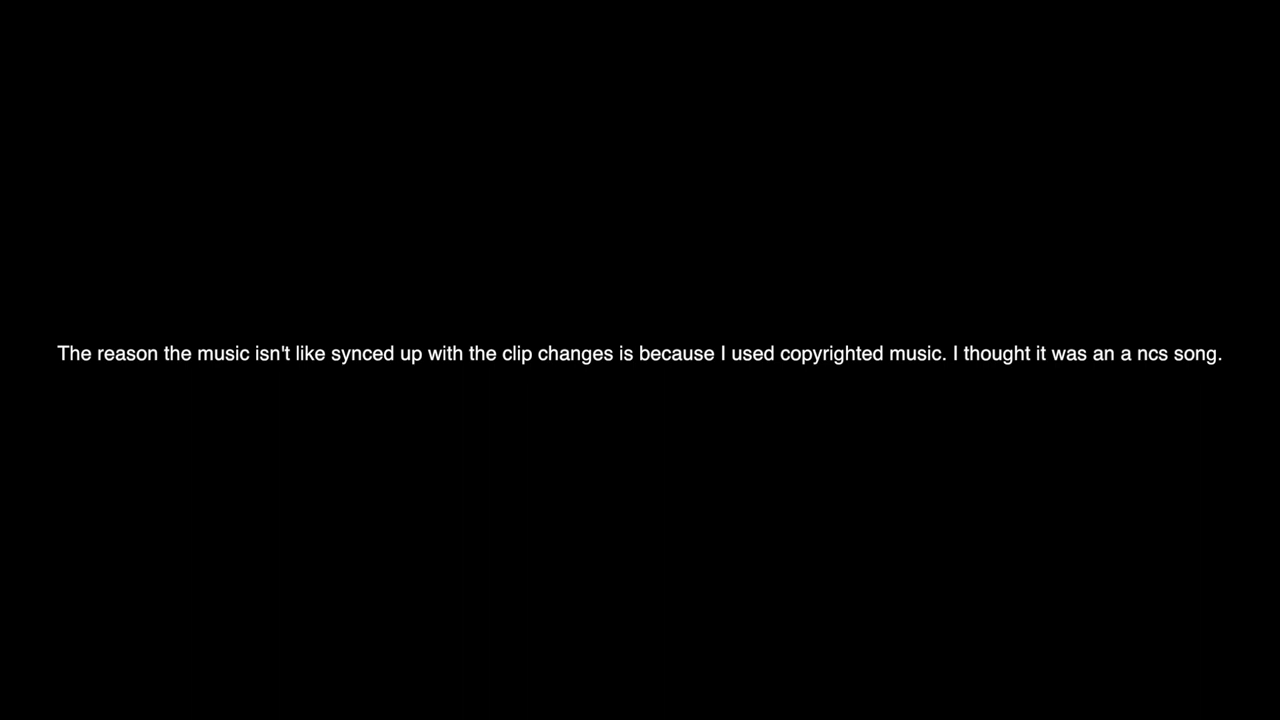 The reason the music isn't like synced up with the clip changes is because I used copyrighted music. I thought it was an a ncs song.